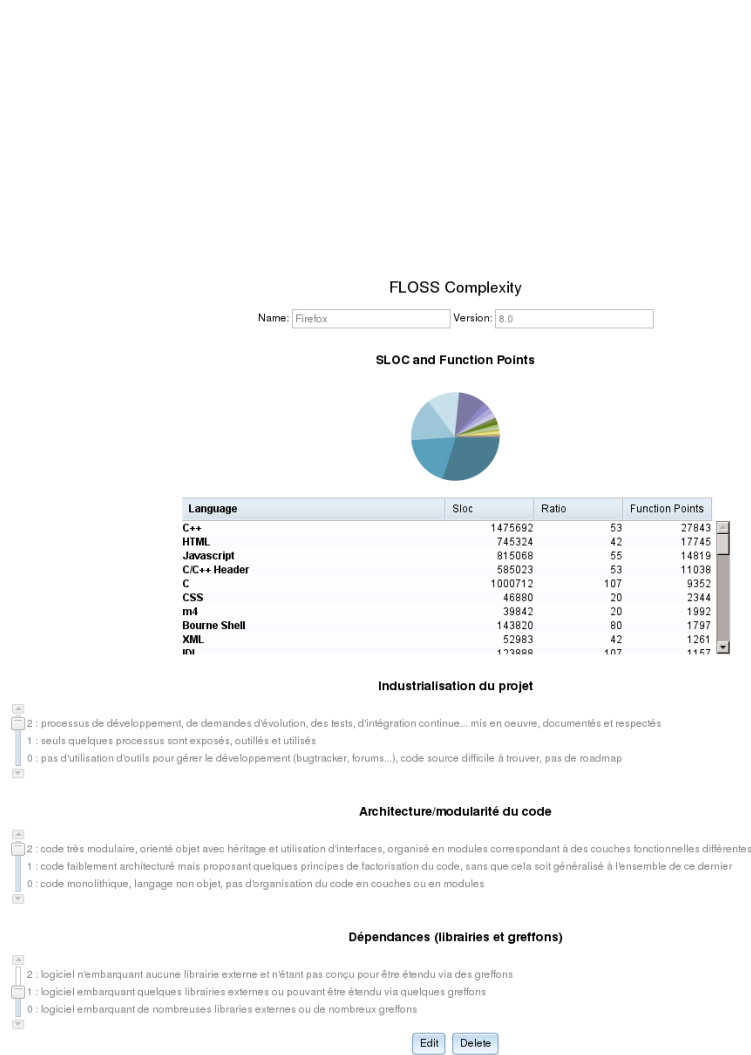 FLOSS Complexity
Name: Firefox Version: 8.0
SLOC and Function Points
Language Sloc Ratio Function Points
C++ 1475692 53 27843
HTML 745324 42 17745
Javascript 815068 55 14819
C/C++ Header 585023 53 11038
C 1000712 107 9352
CSS 46880 20 2344
m4 39842 20 1992
Bourne Shell 143820 80 1797
XML 52983 42 1261
IDL 123888 107 1157
Industrialisation du projet
2 : processus de développement, de demandes d'évolution, des tests, d'intégration continue... mis en oeuvre, documentés et respectés
1 : seuls quelques processus sont exposés, outillés et utilisés
0 : pas d'utilisation d'outils pour gérer le développement (bugtracker, forums...), code source difficile à trouver, pas de roadmap
Architecture/modularité du code
2 : code très modulaire, orienté objet avec héritage et utilisation d'interfaces, organisé en modules correspondant à des couches fonctionnelles différentes
1 : code faiblement architecturé mais proposant quelques principes de factorisation du code, sans que cela soit généralisé à l'ensemble de ce dernier
0 : code monolithique, langage non objet, pas d'organisation du code en couches ou en modules
Dépendances (librairies et greffons)
2 : logiciel n'embarquant aucune librairie externe et n'étant pas conçu pour être étendu via des greffons
1 : logiciel embarquant quelques librairies externes ou pouvant être étendu via quelques greffons
0 : logiciel embarquant de nombreuses libraries externes ou de nombreux greffons
Edit Delete